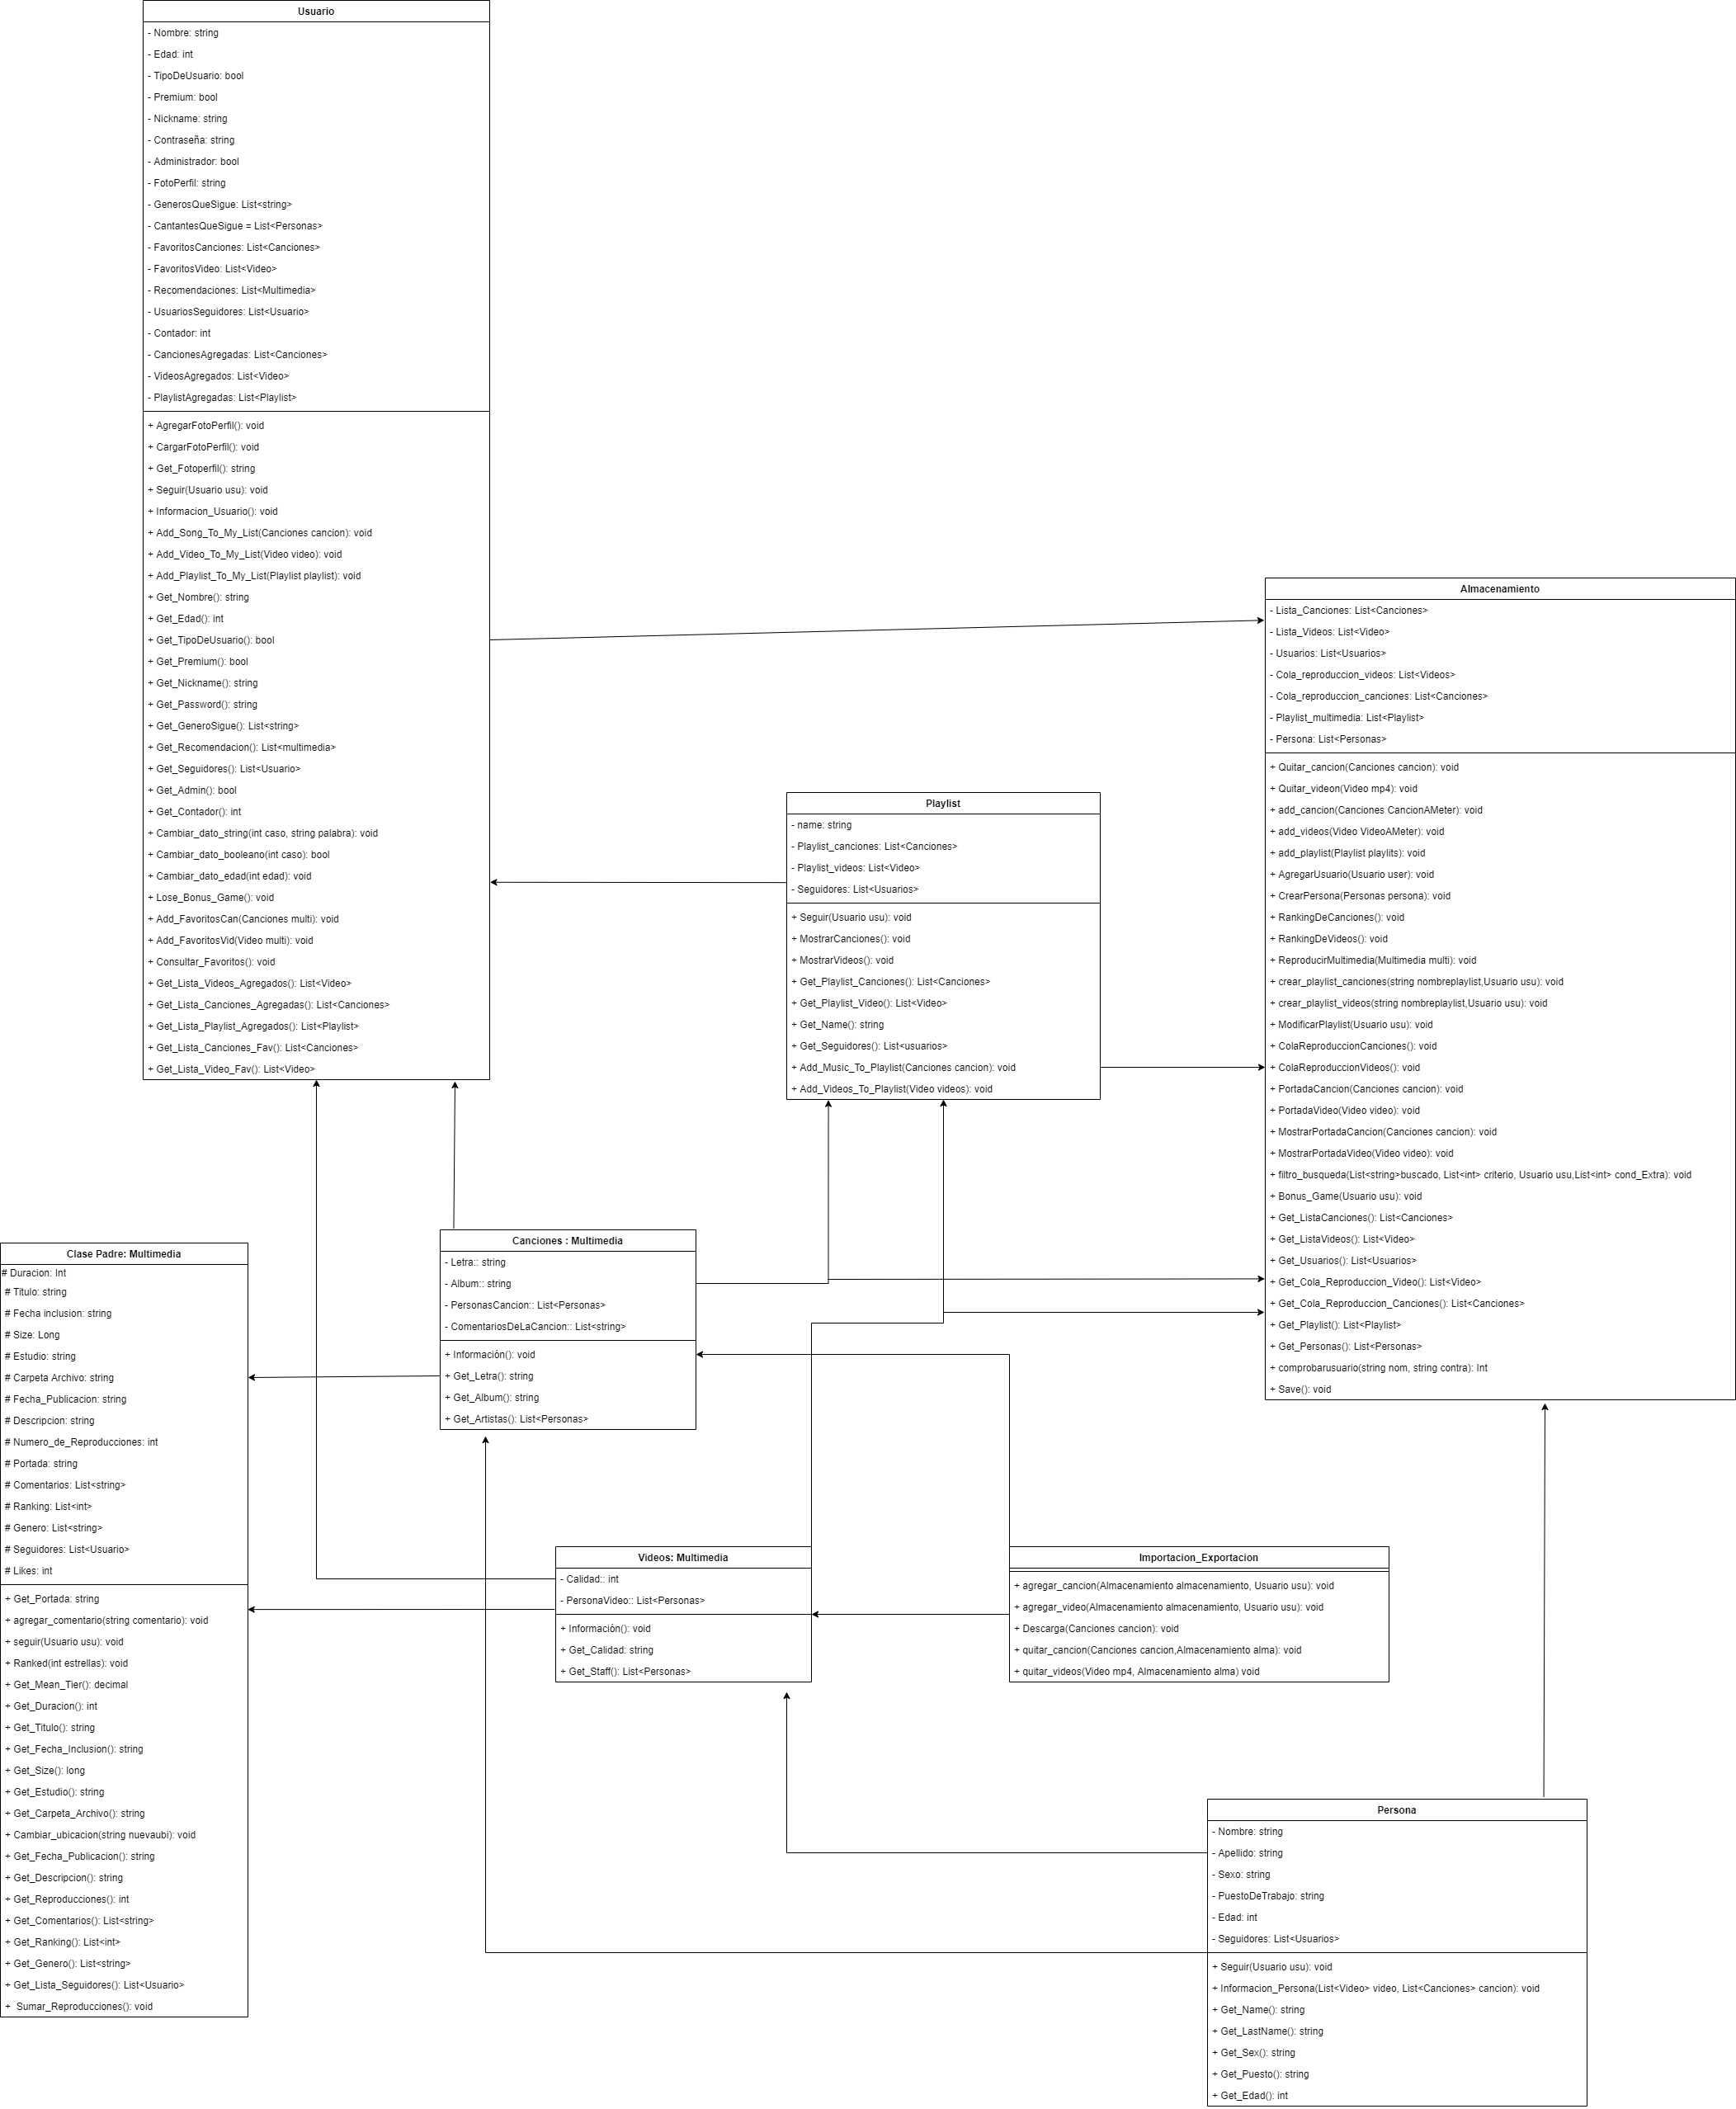 Usuario
- Nombre: string
- Edad: int
- TipoDeUsuario: bool
- Premium: bool
- Nickname: string
- Contraseña: string
- Administrador: bool
- FotoPerfil: string
- GenerosQueSigue: List<string>
- CantantesQueSigue = List<Personas>
- FavoritosCanciones: List<Canciones>
- FavoritosVideo: List<Video>
- Recomendaciones: List<Multimedia>
- UsuariosSeguidores: List<Usuario>
- Contador: int
- CancionesAgregadas: List<Canciones>
- VideosAgregados: List<Video>
- PlaylistAgregadas: List<Playlist>
+ AgregarFotoPerfil(): void
+ CargarFotoPerfil(): void
+ Get_Fotoperfil(): string
+ Seguir(Usuario usu): void
+ Informacion_Usuario(): void
+ Add_Song_To_My_List(Canciones cancion): void
+ Add_Video_To_My_List(Video video): void
+ Add_Playlist_To_My_List(Playlist playlist): void
+ Get_Nombre(): string
+ Get_Edad(): int
+ Get_TipoDeUsuario(): bool
+ Get_Premium(): bool
+ Get_Nickname(): string
+ Get_Password(): string
+ Get_GeneroSigue(): List<string>
+ Get_Recomendacion(): List<multimedia>
+ Get_Seguidores(): List<Usuario>
+ Get_Admin(): bool
+ Get_Contador(): int
+ Cambiar_dato_string(int caso, string palabra): void
+ Cambiar_dato_booleano(int caso): bool
+ Cambiar_dato_edad(int edad): void
+ Lose_Bonus_Game(): void
+ Add_FavoritosCan(Canciones multi): void
+ Add_FavoritosVid(Video multi): void
+ Consultar_Favoritos(): void
+ Get_Lista_Videos_Agregados(): List<Video>
+ Get_Lista_Canciones_Agregadas(): List<Canciones>
+ Get_Lista_Playlist_Agregados(): List<Playlist>
+ Get_Lista_Canciones_Fav(): List<Canciones>
+ Get_Lista_Video_Fav(): List<Video>
Almacenamiento
- Lista_Canciones: List<Canciones>
- Lista_Videos: List<Video>
- Usuarios: List<Usuarios>
- Cola_reproduccion_videos: List<Videos>
- Cola_reproduccion_canciones: List<Canciones>
- Playlist_multimedia: List<Playlist>
- Persona: List<Personas>
+ Quitar_cancion(Canciones cancion): void
+ Quitar_videon(Video mp4): void
+ add_cancion(Canciones CancionAMeter): void
+ add_videos(Video VideoAMeter): void
+ add_playlist(Playlist playlits): void
+ AgregarUsuario(Usuario user): void
+ CrearPersona(Personas persona): void
+ RankingDeCanciones(): void
+ RankingDeVideos(): void
+ ReproducirMultimedia(Multimedia multi): void
+ crear_playlist_canciones(string nombreplaylist,Usuario usu): void
+ crear_playlist_videos(string nombreplaylist,Usuario usu): void
+ ModificarPlaylist(Usuario usu): void
+ ColaReproduccionCanciones(): void
+ ColaReproduccionVideos(): void
+ PortadaCancion(Canciones cancion): void
+ PortadaVideo(Video video): void
+ MostrarPortadaCancion(Canciones cancion): void
+ MostrarPortadaVideo(Video video): void
+ filtro_busqueda(List<string>buscado, List<int> criterio, Usuario usu,List<int> cond_Extra): void
+ Bonus_Game(Usuario usu): void
+ Get_ListaCanciones(): List<Canciones>
+ Get_ListaVideos(): List<Video>
+ Get_Usuarios(): List<Usuarios>
+ Get_Cola_Reproduccion_Video(): List<Video>
+ Get_Cola_Reproduccion_Canciones(): List<Canciones>
+ Get_Playlist(): List<Playlist>
+ Get_Personas(): List<Personas>
+ comprobarusuario(string nom, string contra): Int
+ Save(): void
Playlist
- name: string
- Playlist_canciones: List<Canciones>
- Playlist_videos: List<Video>
- Seguidores: List<Usuarios>
+ Seguir(Usuario usu): void
+ MostrarCanciones(): void
+ MostrarVideos(): void
+ Get_Playlist_Canciones(): List<Canciones>
+ Get_Playlist_Video(): List<Video>
+ Get_Name(): string
+ Get_Seguidores(): List<usuarios>
+ Add_Music_To_Playlist(Canciones cancion): void
+ Add_Videos_To_Playlist(Video videos): void
Canciones : Multimedia
- Letra:: string
- Album:: string
- PersonasCancion:: List<Personas>
- ComentariosDeLaCancion:: List<string>
+ Información(): void
+ Get_Letra(): string
+ Get_Album(): string
+ Get_Artistas(): List<Personas>
Clase Padre: Multimedia
# Duracion: Int
# Titulo: string
# Fecha inclusion: string
# Size: Long
# Estudio: string
# Carpeta Archivo: string
# Fecha_Publicacion: string
# Descripcion: string
# Numero_de_Reproducciones: int
# Portada: string
# Comentarios: List<string>
# Ranking: List<int>
# Genero: List<string>
# Seguidores: List<Usuario>
# Likes: int
+ Get_Portada: string
+ agregar_comentario(string comentario): void
+ seguir(Usuario usu): void
+ Ranked(int estrellas): void
+ Get_Mean_Tier(): decimal
+ Get_Duracion(): int
+ Get_Titulo(): string
+ Get_Fecha_Inclusion(): string
+ Get_Size(): long
+ Get_Estudio(): string
+ Get_Carpeta_Archivo(): string
+ Cambiar_ubicacion(string nuevaubi): void
+ Get_Fecha_Publicacion(): string
+ Get_Descripcion(): string
+ Get_Reproducciones(): int
+ Get_Comentarios(): List<string>
+ Get_Ranking(): List<int>
+ Get_Genero(): List<string>
+ Get_Lista_Seguidores(): List<Usuario>
+ Sumar_Reproducciones(): void
Videos: Multimedia
- Calidad:: int
- PersonaVideo:: List<Personas>
+ Información(): void
+ Get_Calidad: string
+ Get_Staff(): List<Personas>
Importacion_Exportacion
+ agregar_cancion(Almacenamiento almacenamiento, Usuario usu): void
+ agregar_video(Almacenamiento almacenamiento, Usuario usu): void
+ Descarga(Canciones cancion): void
+ quitar_cancion(Canciones cancion,Almacenamiento alma): void
+ quitar_videos(Video mp4, Almacenamiento alma) void
Persona
- Nombre: string
- Apellido: string
- Sexo: string
- PuestoDeTrabajo: string
- Edad: int
- Seguidores: List<Usuarios>
+ Seguir(Usuario usu): void
+ Informacion_Persona(List<Video> video, List<Canciones> cancion): void
+ Get_Name(): string
+ Get_LastName(): string
+ Get_Sex(): string
+ Get_Puesto(): string
+ Get_Edad(): int